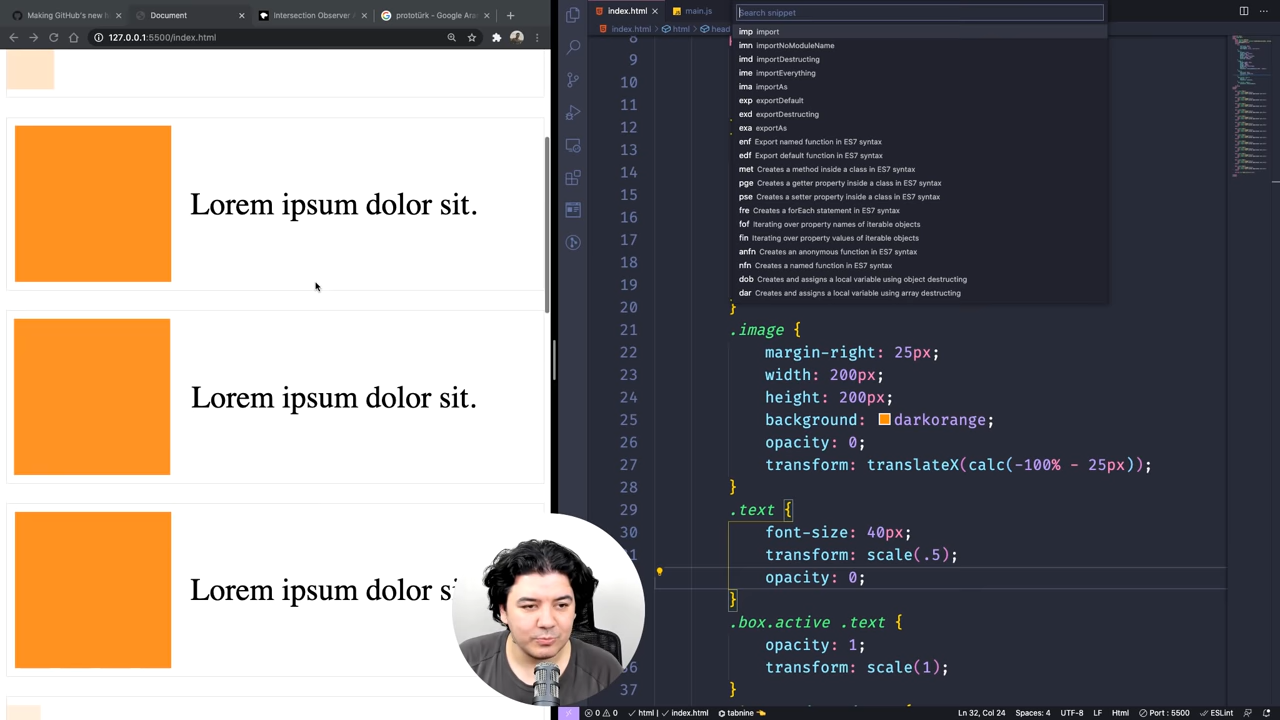 Making GitHub's new h
Document
Intersection Observer A
prototürk - Google Ara
127.0.0.1:5500/index.html
Lorem ipsum dolor sit.
Lorem ipsum dolor sit.
Lorem ipsum dolor
index.html
main.js
index.html
html
head
Search snippet
imp import
imn importNoModuleName
imd importDestructing
ime importEverything
ima importAs
exp exportDefault
exd exportDestructing
exa exportAs
enf Export named function in ES7 syntax
edf Export default function in ES7 syntax
met Creates a method inside a class in ES7 syntax
pge Creates a getter property inside a class in ES7 syntax
pse Creates a setter property inside a class in ES7 syntax
fre Creates a forEach statement in ES7 syntax
fof Iterating over property names of iterable objects
fin Iterating over property values of iterable objects
anfn Creates an anonymous function in ES7 syntax
nfn Creates a named function in ES7 syntax
dob Creates and assigns a local variable using object destructing
dar Creates and assigns a local variable using array destructing
9
10
11
12
13
14
15
16
17
18
19
20 }
21 .image {
22 margin-right: 25px;
23 width: 200px;
24 height: 200px;
25 background: darkorange;
26 opacity: 0;
27 transform: translateX(calc(-100% - 25px));
28 }
29 .text {
30 font-size: 40px;
31 transform: scale(.5);
opacity: 0;
}
.box.active .text {
opacity: 1;
36 transform: scale(1);
37 }
0 0
html
index.html
tabnine
Ln 32, Col 24
Spaces: 4
UTF-8
LF
Html
Port : 5500
ESLint